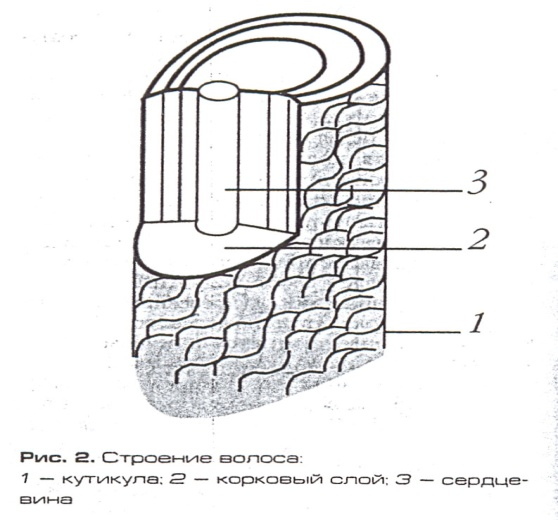 3
2
1
Рис. 2. Строение волоса:
1 — кутикула; 2 — корковый слой; 3 — сердце-
вина